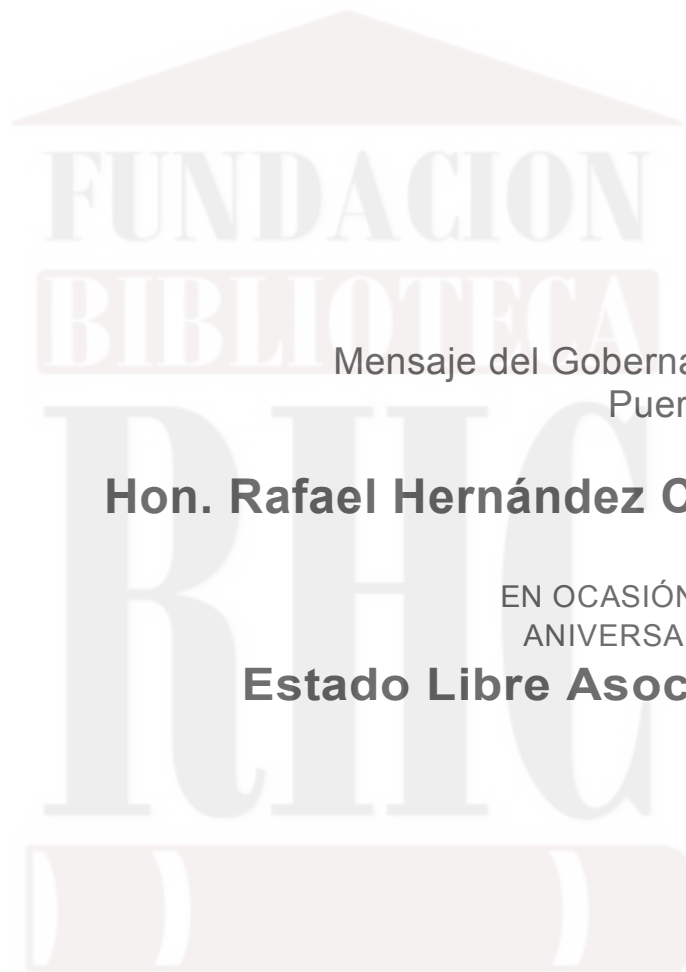 FUNDACION
BIBLIOTECA
RHC
Mensaje del Goberna
Puer
Hon. Rafael Hernández C
EN OCASIÓN
ANIVERSA
Estado Libre Asoc